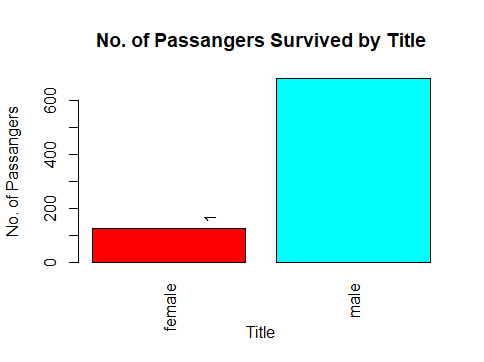 No. of Passangers Survived by Title
No. of Passangers
600
400
200
0
1
female
male
Title